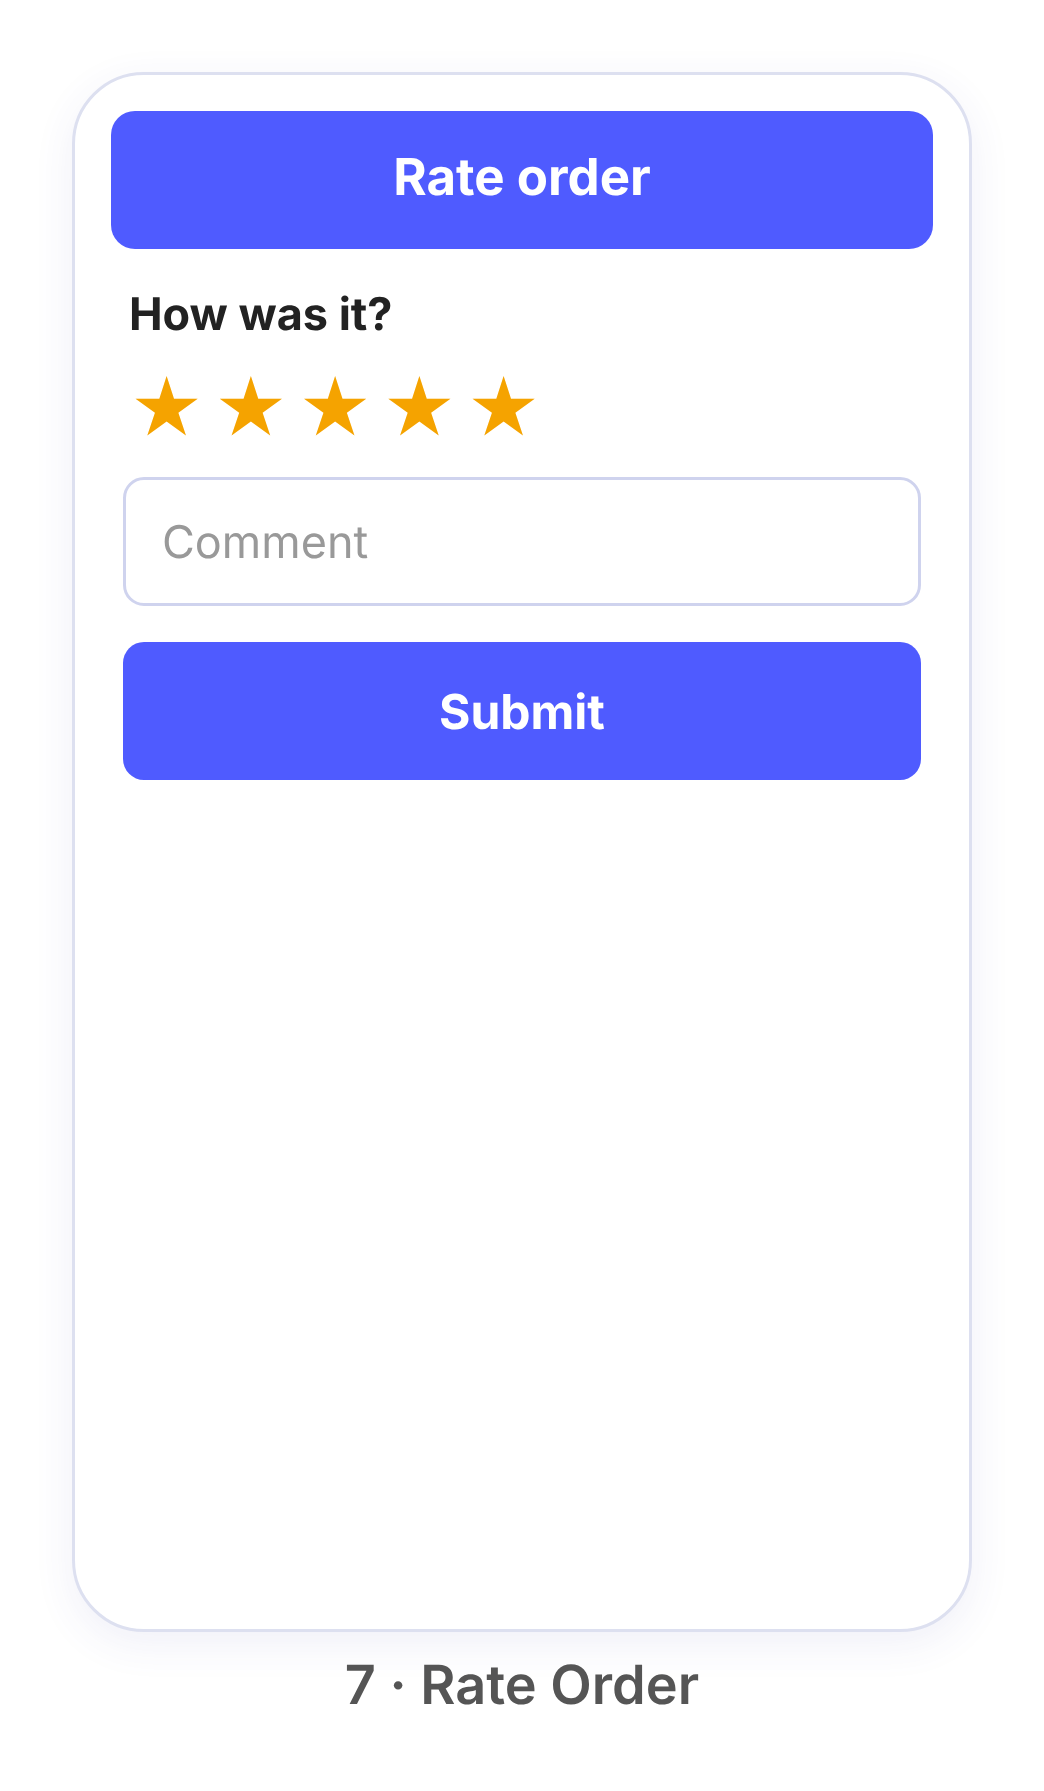 Rate order
How was it?
★ ★ ★ ★ ★
Comment
Submit
7 · Rate Order